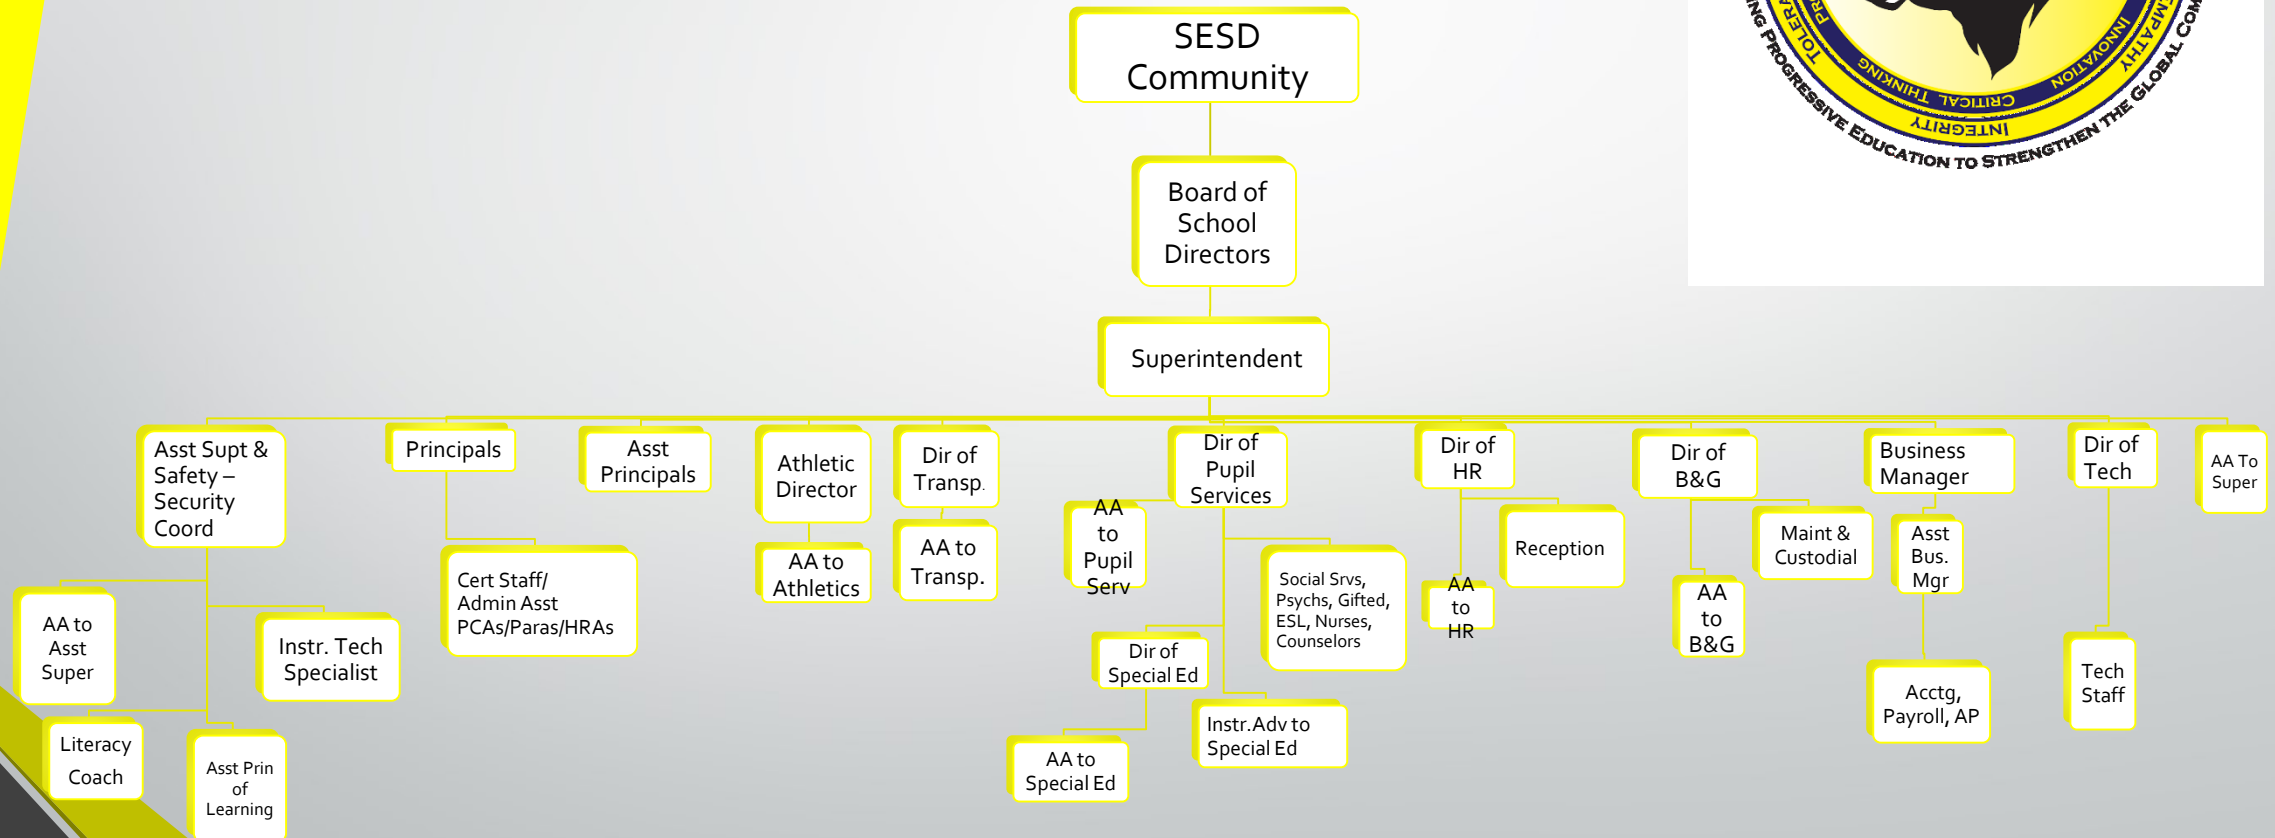 SESD
Community
Board of
School
Directors
Superintendent
Asst Supt &
Safety –
Security
Coord
Principals
Asst
Principals
Athletic
Director
Dir of
Transp.
Dir of
Pupil
Services
Dir of
HR
Dir of
B&G
Business
Manager
Dir of
Tech
AA To
Super
AA to
Asst
Super
Instr. Tech
Specialist
Literacy
Coach
Asst Prin
of
Learning
Cert Staff/
Admin Asst
PCAs/Paras/HRAs
AA to
Athletics
AA to
Transp.
AA
to
Pupil
Serv
Social Srvs,
Psychs, Gifted,
ESL, Nurses,
Counselors
Dir of
Special Ed
Instr.Adv to
Special Ed
AA to
Special Ed
AA
to
HR
Reception
AA
to
B&G
Maint &
Custodial
Asst
Bus.
Mgr
Acctg,
Payroll, AP
Tech
Staff
Progressive Education to Strengthen the Global
Integrity
Critical Thinking
Innovation